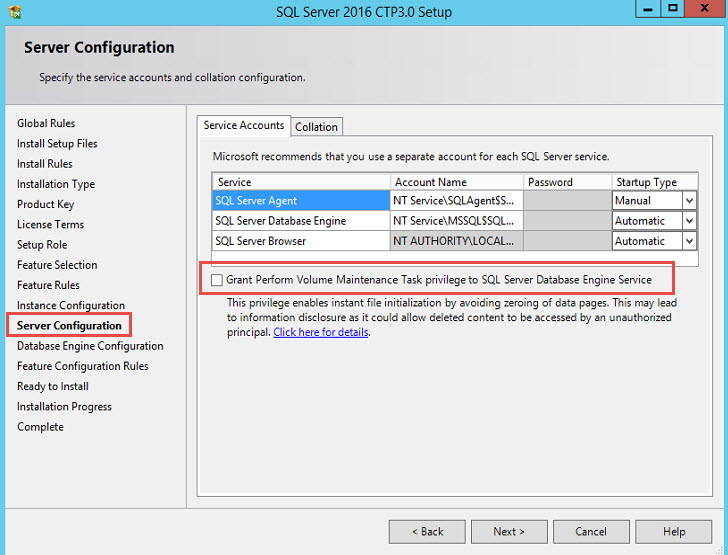 SQL Server 2016 CTP3.0 Setup
Server Configuration
Specify the service accounts and collation configuration.
Global Rules
Install Setup Files
Install Rules
Installation Type
Product Key
License Terms
Setup Role
Feature Selection
Feature Rules
Instance Configuration
Server Configuration
Database Engine Configuration
Feature Configuration Rules
Ready to Install
Installation Progress
Complete
Service Accounts Collation
Microsoft recommends that you use a separate account for each SQL Server service.
Service Account Name Password Startup Type
SQL Server Agent NT Service\SQLAgent$S... Manual
SQL Server Database Engine NT Service\MSSQL$SQL... Automatic
SQL Server Browser NT AUTHORITY\LOCAL... Automatic
Grant Perform Volume Maintenance Task privilege to SQL Server Database Engine Service
This privilege enables instant file initialization by avoiding zeroing of data pages. This may lead
to information disclosure as it could allow deleted content to be accessed by an unauthorized
principal. Click here for details.
< Back Next > Cancel Help